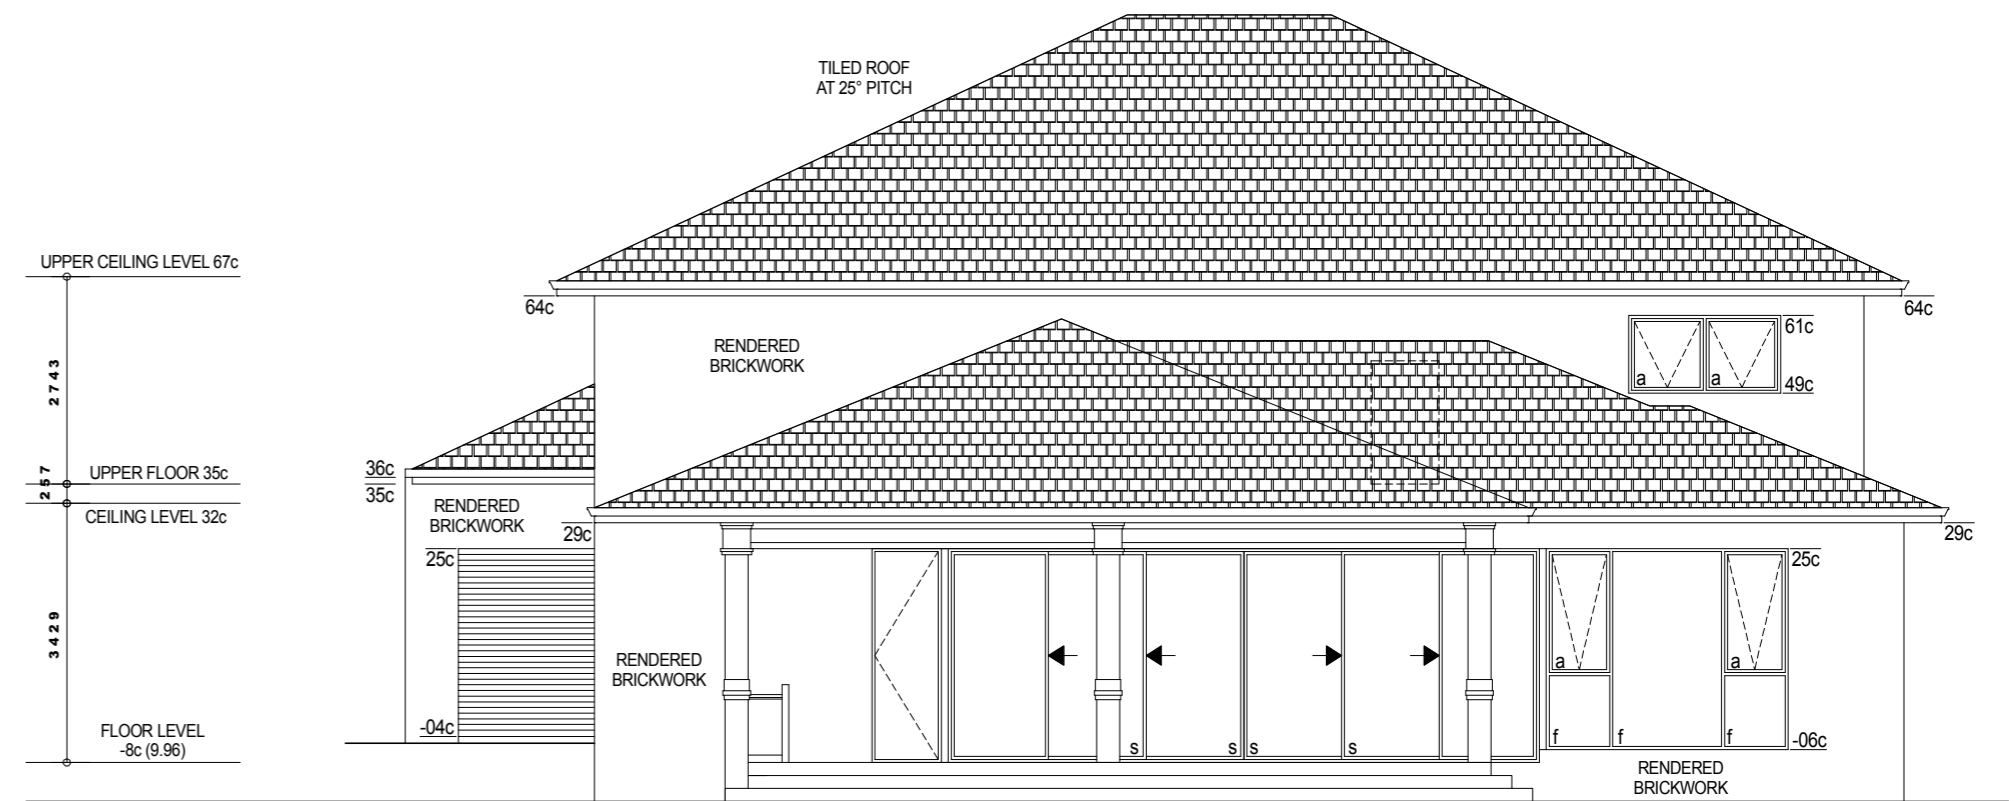 TILED ROOF
AT 25° PITCH
UPPER CEILING LEVEL 67c
64c
64c
61c
RENDERED
BRICKWORK
2743
a
a
49c
36c
UPPER FLOOR 35c
35c
257
RENDERED
BRICKWORK
CEILING LEVEL 32c
29c
29c
25c
25c
3429
RENDERED
BRICKWORK
a
a
-04c
FLOOR LEVEL
-8c (9.96)
s
s
s
s
f
f
f
-06c
RENDERED
BRICKWORK